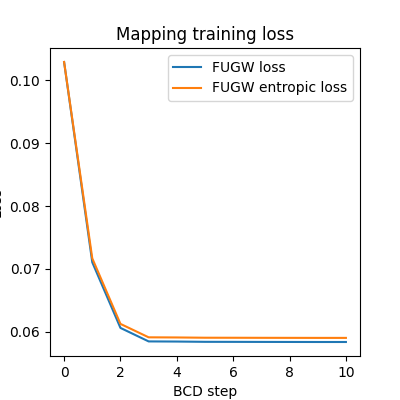 Mapping training loss
FUGW loss
FUGW entropic loss
0.10
0.09
0.08
0.07
0.06
0 2 4 6 8 10
BCD step